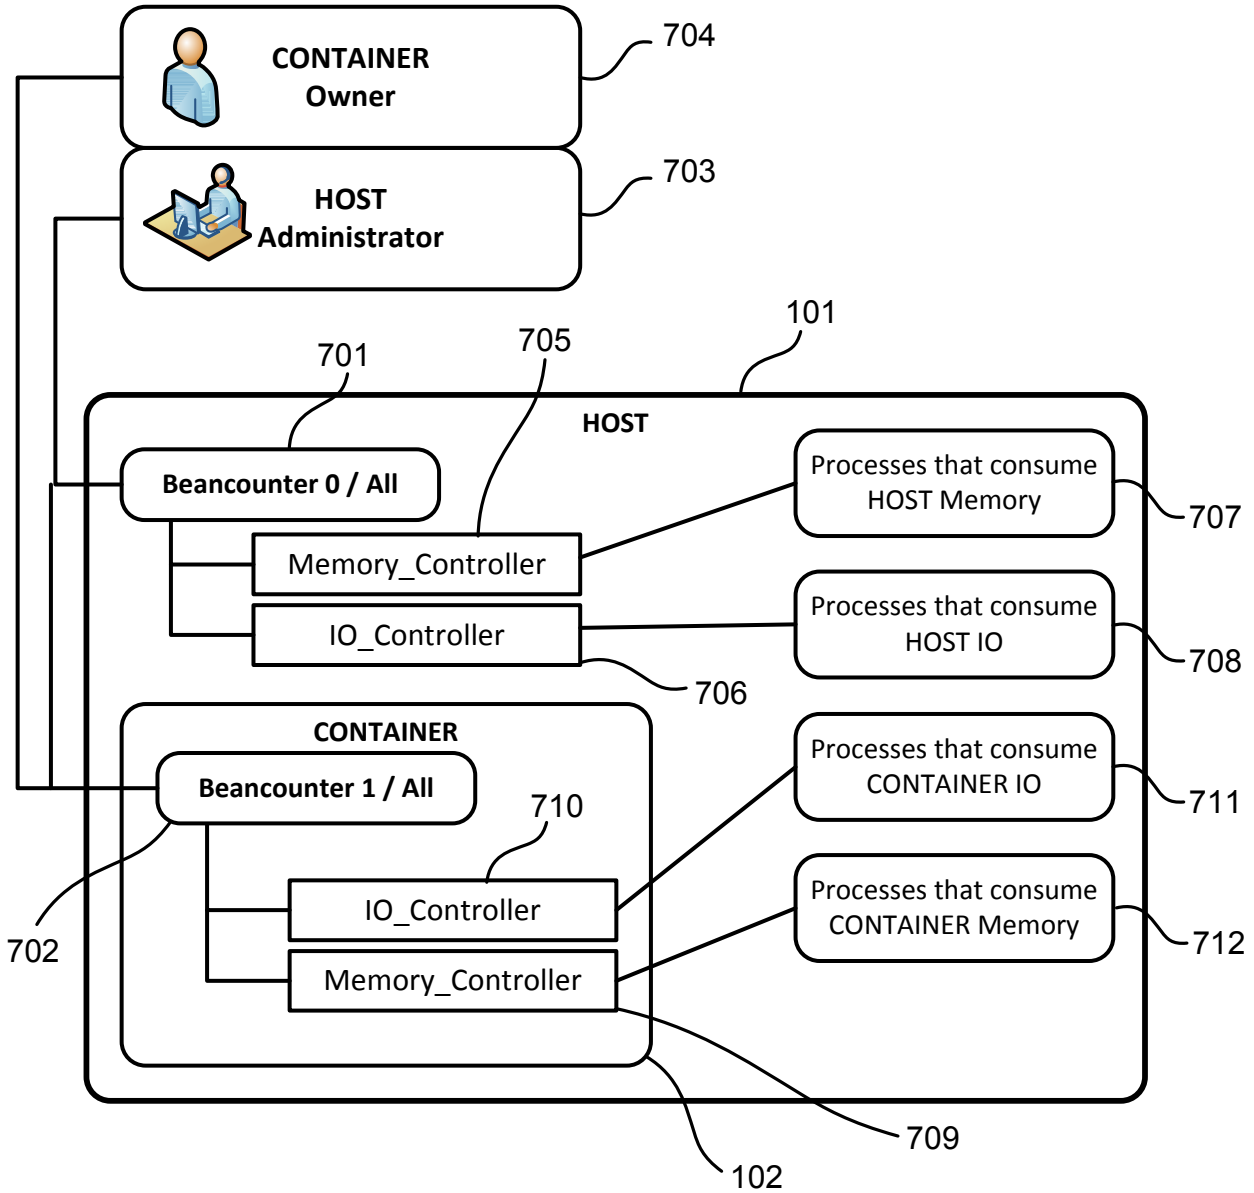 704
CONTAINER
Owner
703
HOST
Administrator
101
705
701
HOST
Beancounter 0 / All
Processes that consume
HOST Memory
707
Memory_Controller
Processes that consume
HOST IO
708
IO_Controller
706
CONTAINER
Processes that consume
CONTAINER IO
711
Beancounter 1 / All
710
IO_Controller
Processes that consume
CONTAINER Memory
712
702
Memory_Controller
709
102